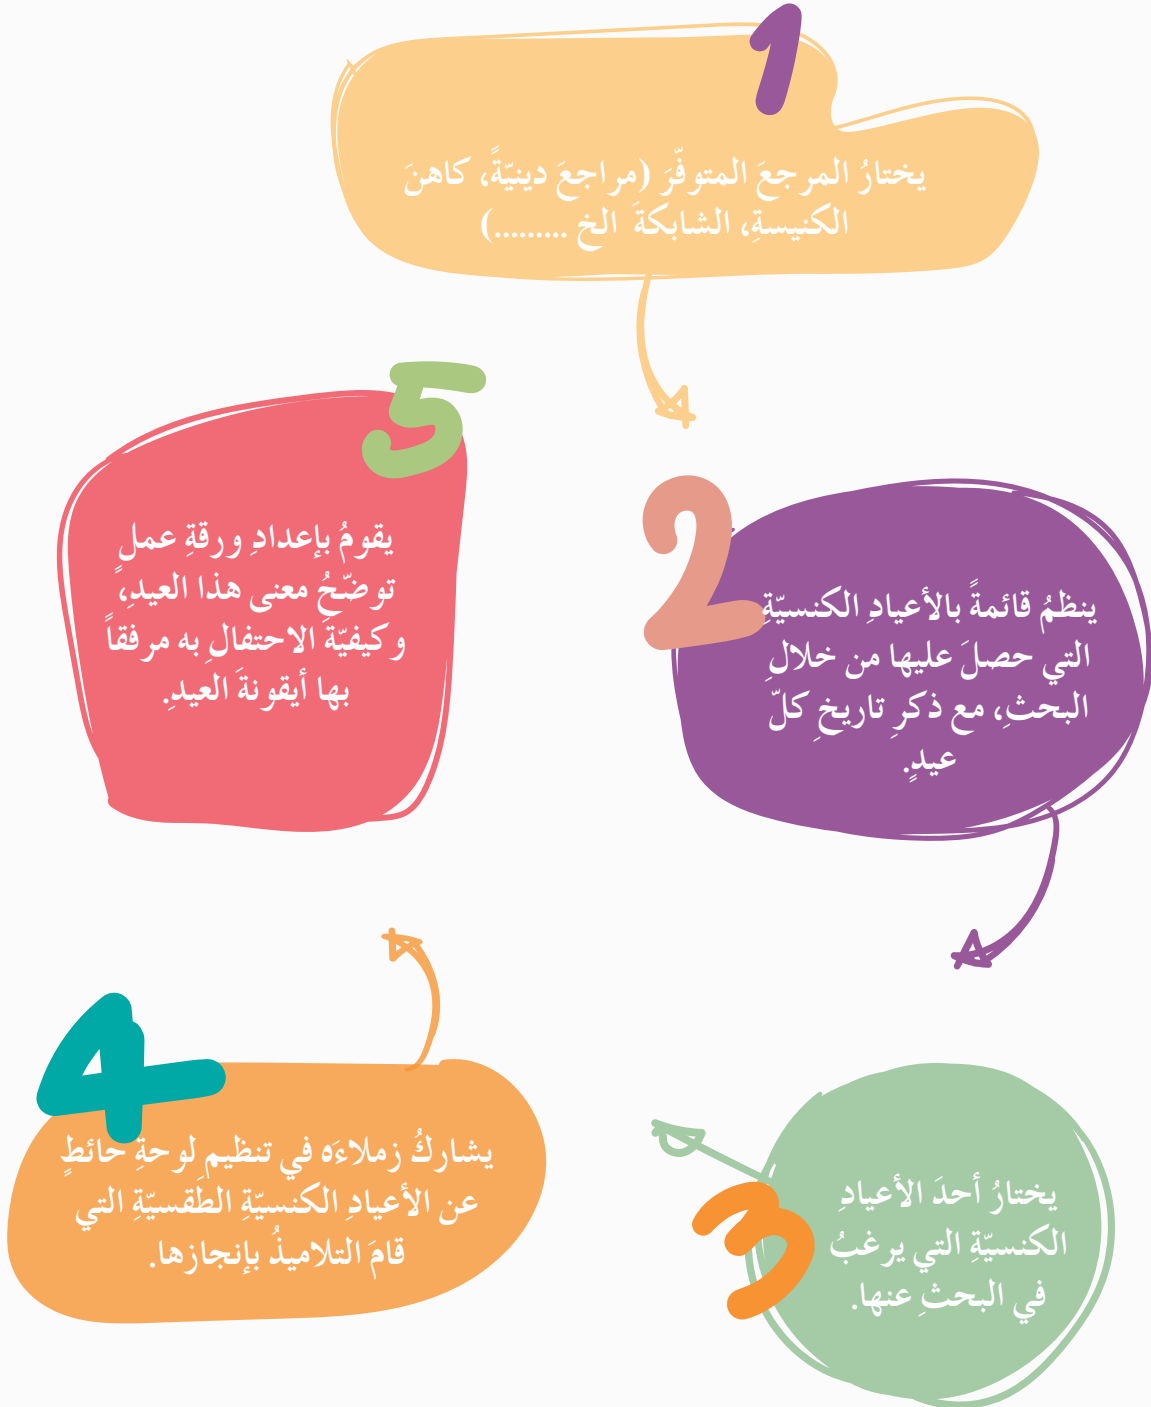 1
يختارُ المرجعَ المتوفّرَ (مراجعَ دينيّةً، كاهنَ
الكنيسةِ، الشابكةَ الخ .........)
2
ينظمُ قائمةً بالأعيادِ الكنسيّةِ
التي حصلَ عليها من خلالِ
البحثِ، مع ذكرِ تاريخِ كلّ
عيدٍ.
3
يختارُ أحدَ الأعيادِ
الكنسيّةِ التي يرغبُ
في البحثِ عنها.
4
يشاركُ زملاءَه في تنظيمِ لوحةِ حائطٍ
عن الأعيادِ الكنسيّةِ الطقسيّةِ التي
قامَ التلاميذُ بإنجازها.
5
يقومُ بإعدادِ ورقةِ عملٍ
توضّحُ معنى هذا العيدِ،
وكيفيّةَ الاحتفالِ به مرفقاً
بها أيقونةَ العيدِ.